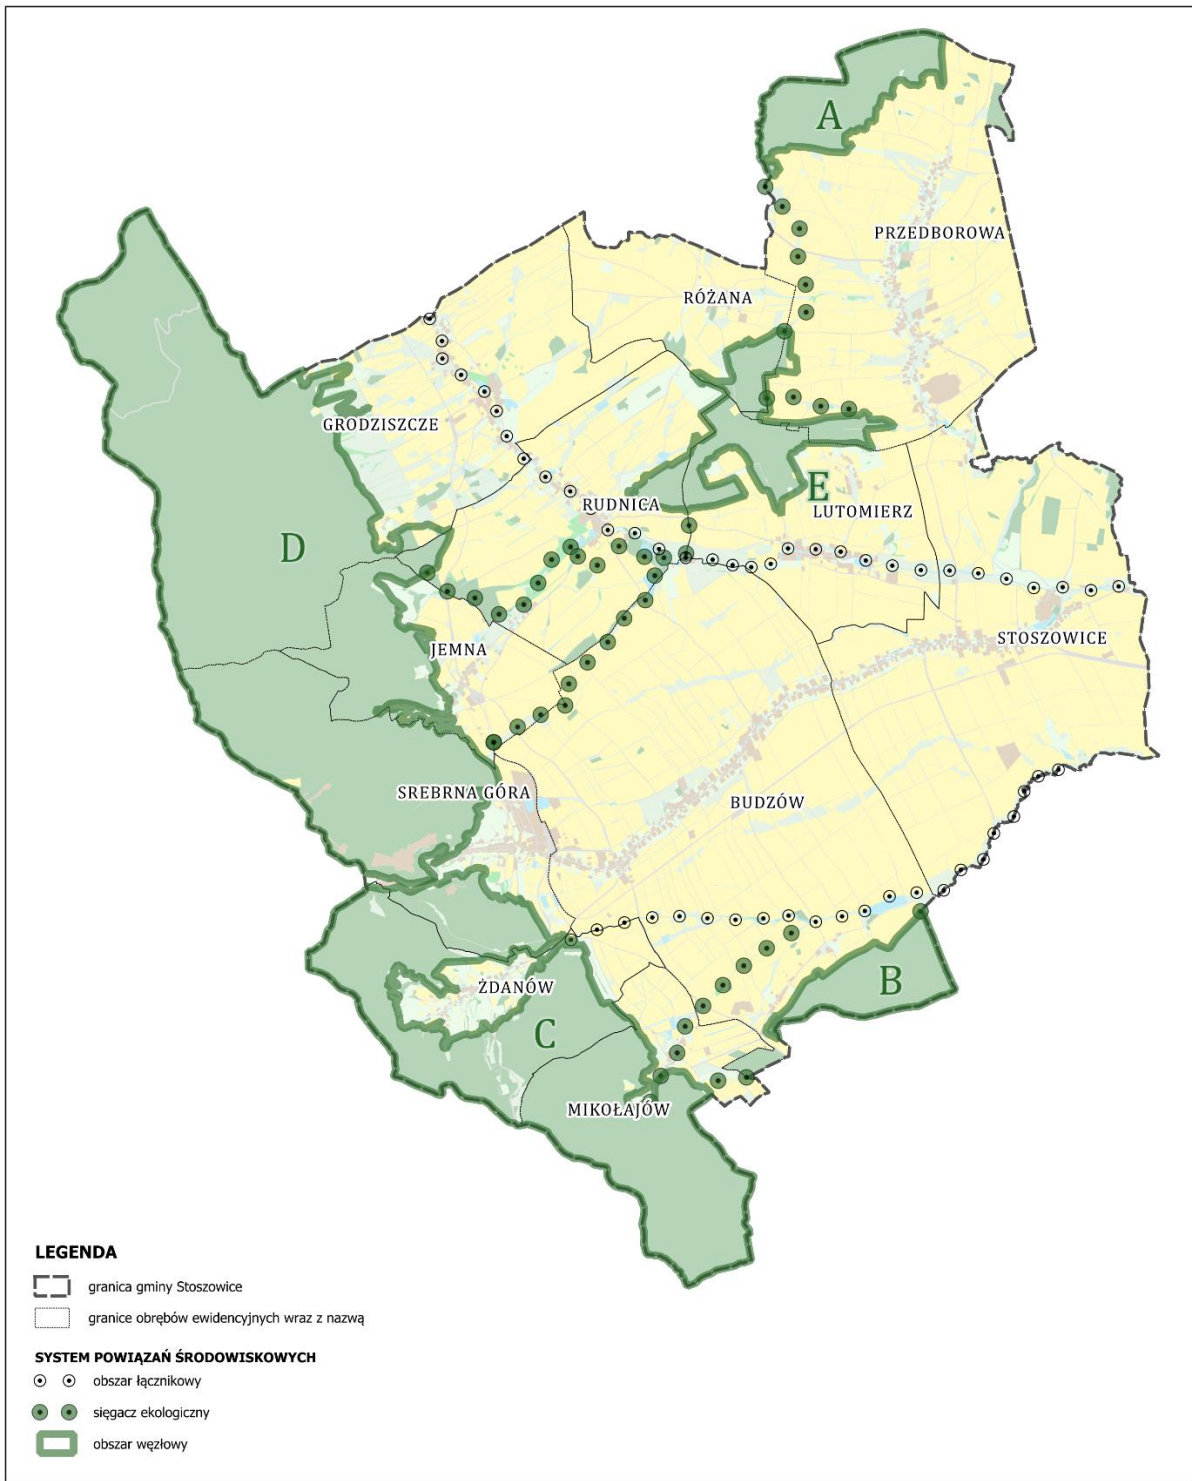 A
PRZEDBOROWA
RÓŻANA
GRODZISZCZE
E
RUDNICA
LUTOMIERZ
D
STOSZOWICE
JEMNA
SREBRNA GÓRA
BUDZÓW
B
ŻDANÓW
C
MIKOŁAJÓW
LEGENDA
granica gminy Stoszowice
granice obrębów ewidencyjnych wraz z nazwą
SYSTEM POWIĄZAŃ ŚRODOWISKOWYCH
obszar łącznikowy
sięgacz ekologiczny
obszar węzłowy